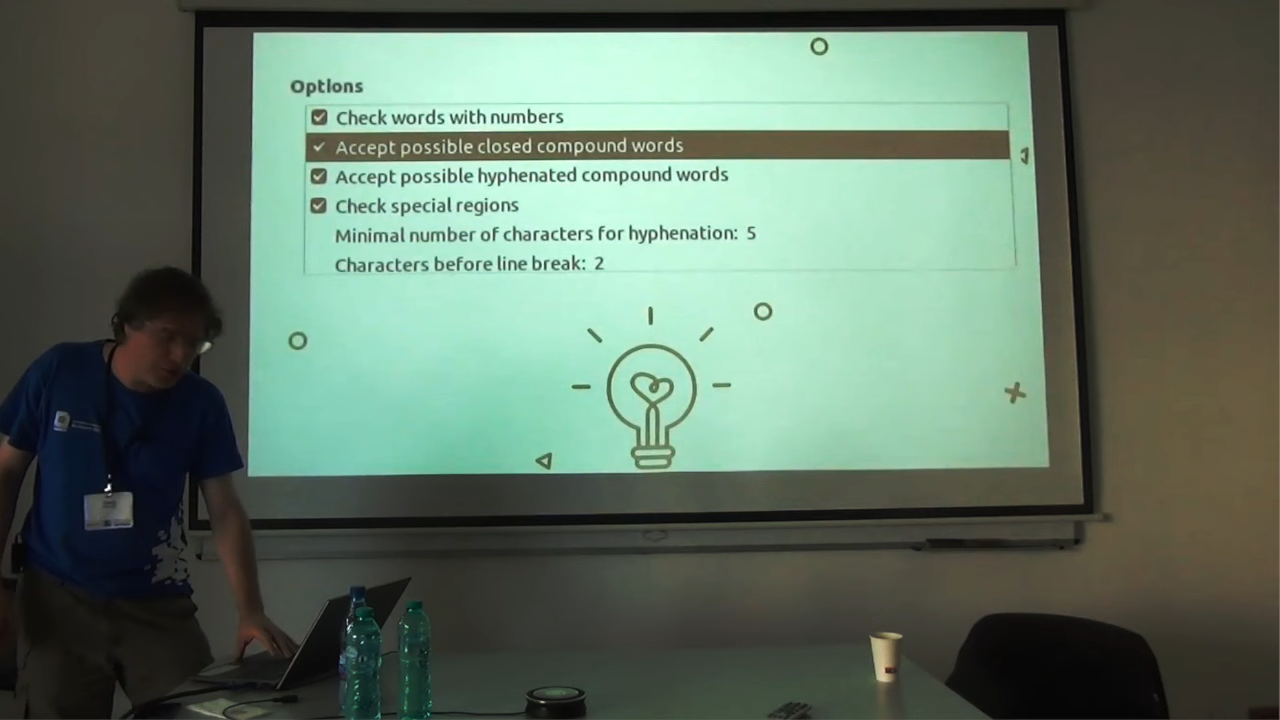 Options
Check words with numbers
Accept possible closed compound words
Accept possible hyphenated compound words
Check special regions
Minimal number of characters for hyphenation: 5
Characters before line break: 2